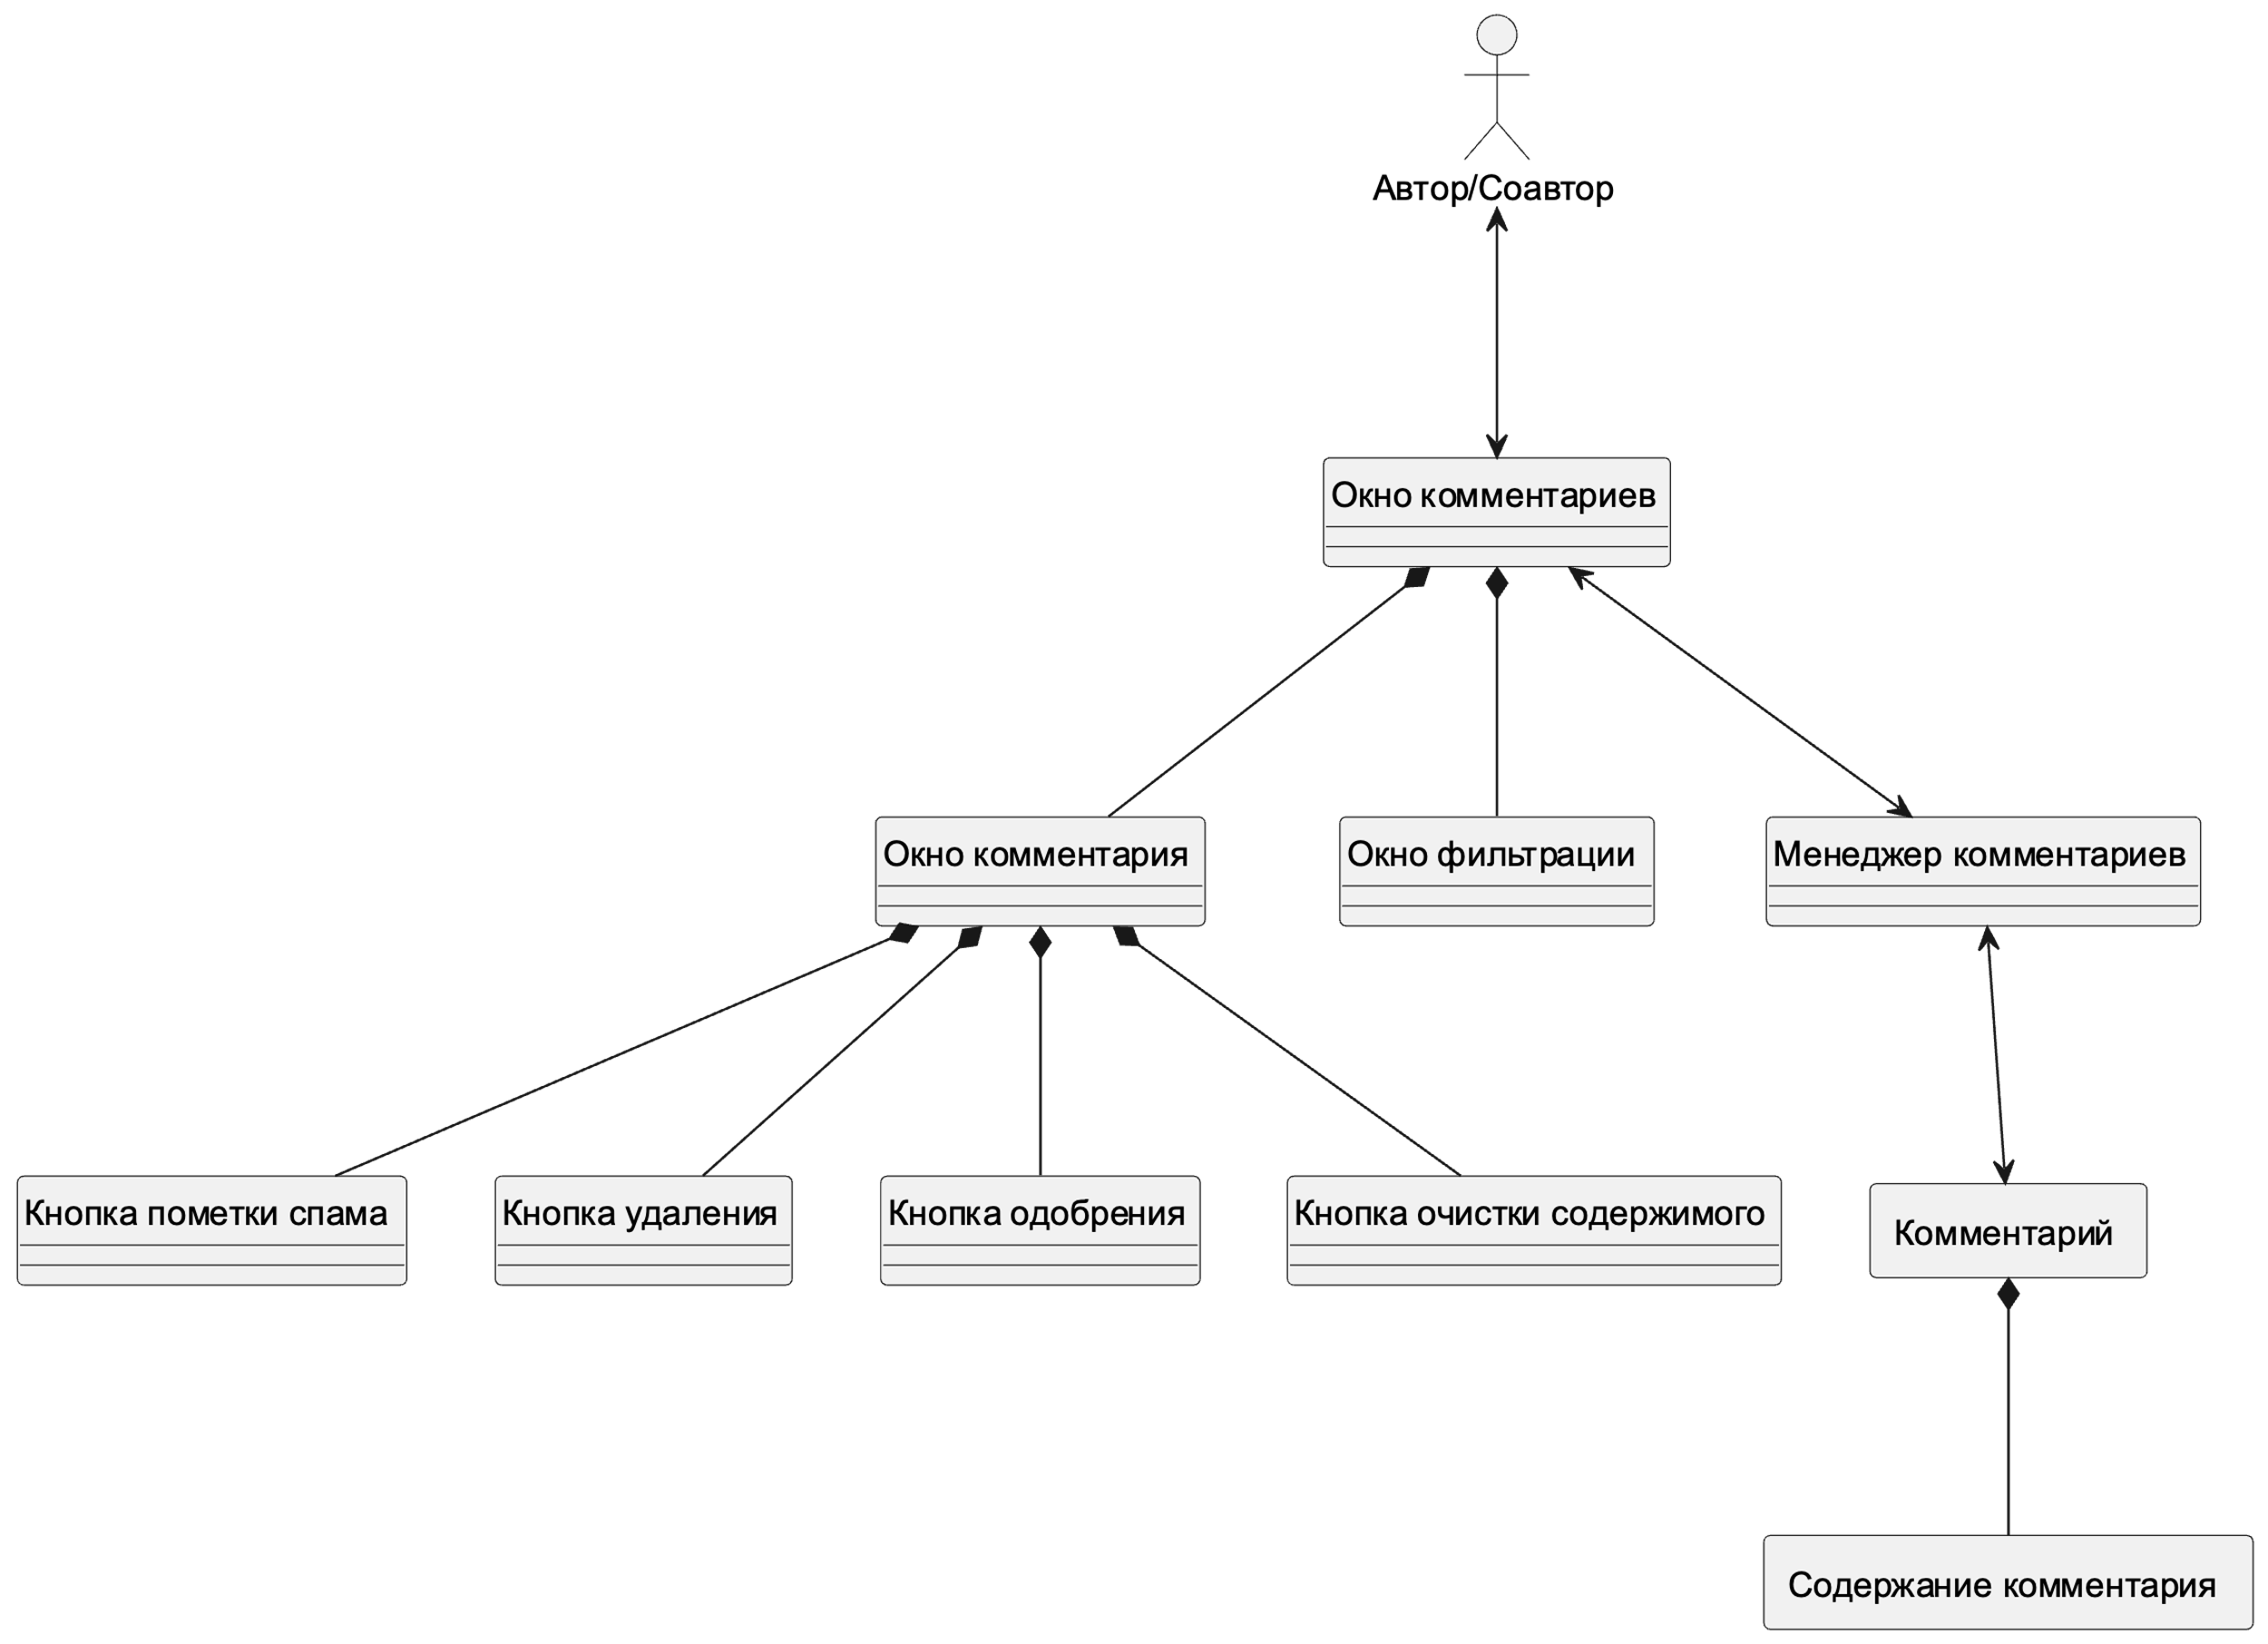 Автор/Соавтор
Окно комментариев
Окно комментария
Окно фильтрации
Менеджер комментариев
Кнопка пометки спама
Кнопка удаления
Кнопка одобрения
Кнопка очистки содержимого
Комментарий
Содержание комментария